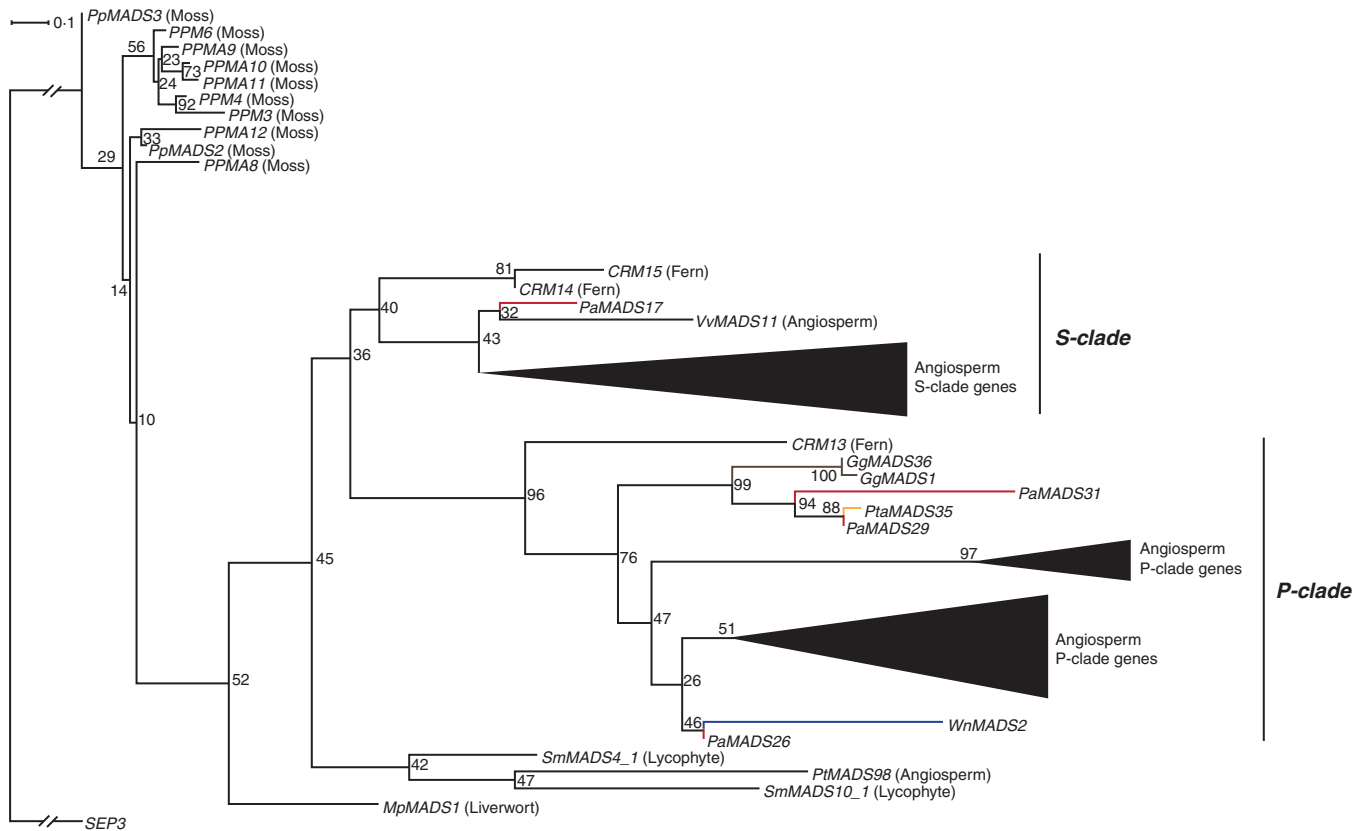 PpMADS3 (Moss)
0·1
PPM6 (Moss)
56
PPMA9 (Moss)
23
PPMA10 (Moss)
73
PPMA11 (Moss)
24
PPM4 (Moss)
92
PPM3 (Moss)
PPMA12 (Moss)
33
PpMADS2 (Moss)
29
PPMA8 (Moss)
81
CRM15 (Fern)
14
CRM14 (Fern)
40
PaMADS17
32
VvMADS11 (Angiosperm)
43
S-clade
36
Angiosperm
S-clade genes
10
CRM13 (Fern)
GgMADS36
100
GgMADS1
99
96
PaMADS31
94
88
PtaMADS35
PaMADS29
97
Angiosperm
P-clade genes
45
76
P-clade
47
51
Angiosperm
P-clade genes
52
26
46
WnMADS2
PaMADS26
SmMADS4_1 (Lycophyte)
42
PtMADS98 (Angiosperm)
47
SmMADS10_1 (Lycophyte)
MpMADS1 (Liverwort)
SEP3